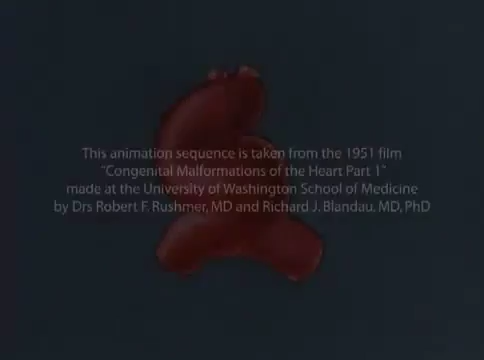 This animation sequence is taken from the 1951 film
"Congenital Malformations of the Heart Part 1"
made at the University of Washington School of Medicine
by Drs Robert F. Rushmer, MD and Richard J. Blandau. MD, PhD